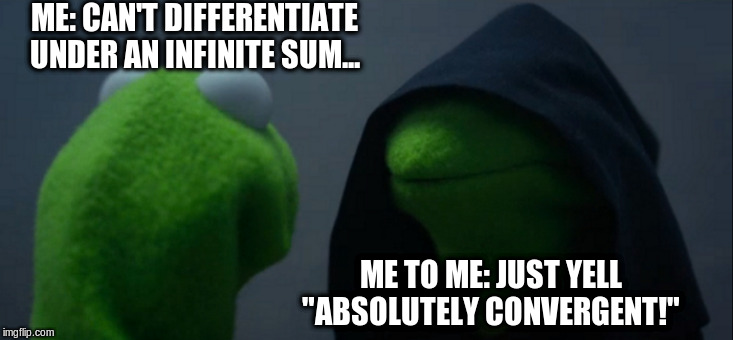 ME: CAN'T DIFFERENTIATE
UNDER AN INFINITE SUM...
ME TO ME: JUST YELL
"ABSOLUTELY CONVERGENT!"
imgflip.com